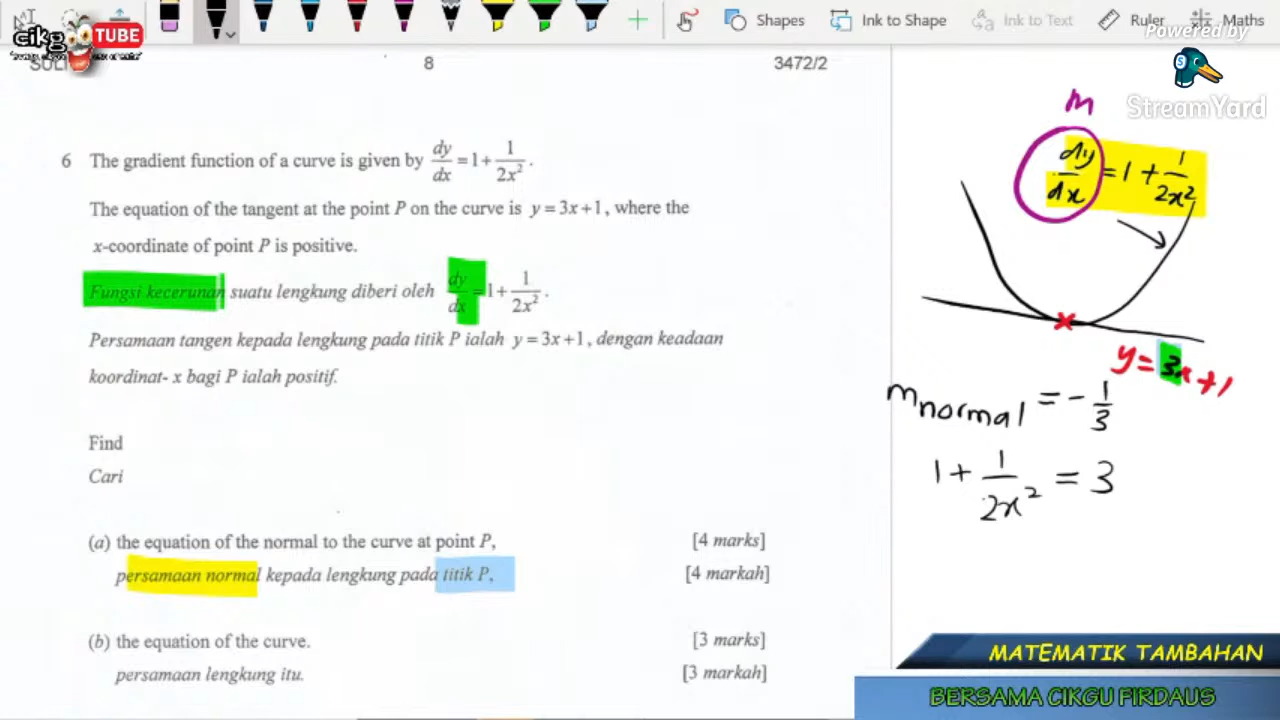 Shapes
Ink to Shape
Ink to Text
Ruler
Maths
cikg TUBE
Powered by
StreamYard
8
3472/2
6 The gradient function of a curve is given by dy/dx = 1 + 1/2x².
The equation of the tangent at the point P on the curve is y = 3x + 1, where the
x-coordinate of point P is positive.
Fungsi kecerunan suatu lengkung diberi oleh dy/dx = 1 + 1/2x².
Persamaan tangen kepada lengkung pada titik P ialah y = 3x + 1, dengan keadaan
koordinat- x bagi P ialah positif.
Find
Cari
(a) the equation of the normal to the curve at point P, [4 marks]
persamaan normal kepada lengkung pada titik P, [4 markah]
(b) the equation of the curve. [3 marks]
persamaan lengkung itu. [3 markah]
m
dy/dx = 1 + 1/2x²
y = 3x + 1
m normal = - 1/3
1 + 1/2x² = 3
MATEMATIK TAMBAHAN
BERSAMA CIKGU FIRDAUS